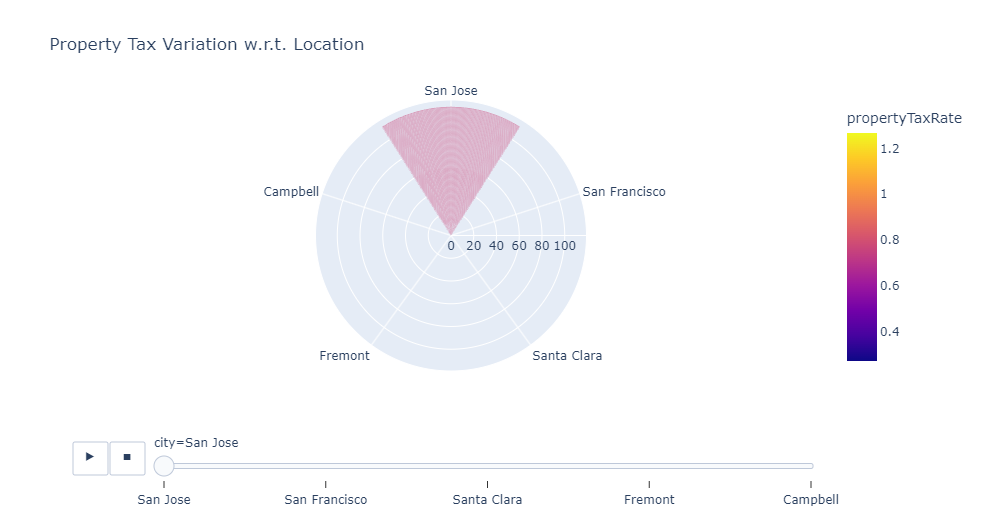 Property Tax Variation w.r.t. Location
San Jose
Campbell
San Francisco
0 20 40 60 80 100
Fremont
Santa Clara
propertyTaxRate
1.2
1
0.8
0.6
0.4
city=San Jose
San Jose San Francisco Santa Clara Fremont Campbell